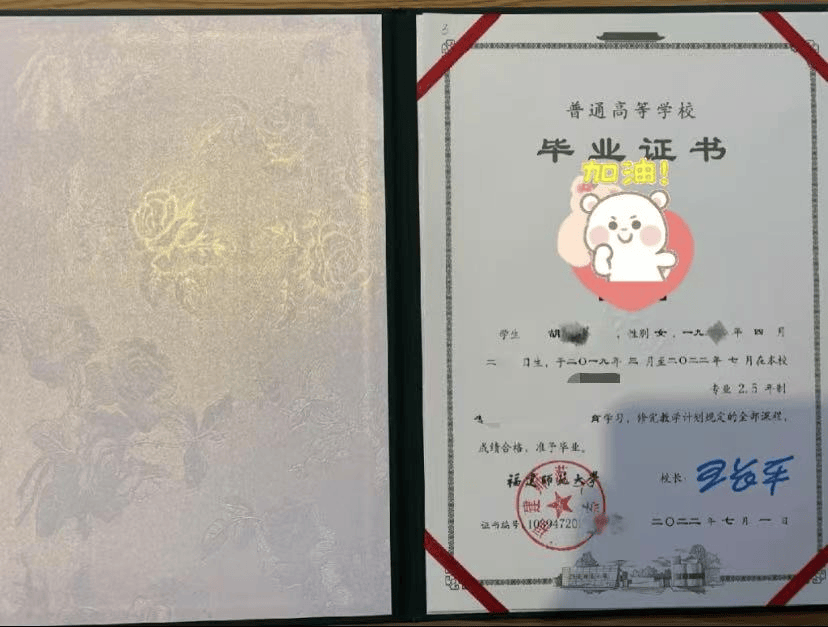 普通高等学校
毕业证书
加油!
学生 胡 ,性别女,一九 年 四 月
二 日生,于二〇一九年 三 月至二〇二二年 七 月在本校
专业 2.5 年制
学习,修完教学计划规定的全部课程,
成绩合格,准予毕业。
福建师范大学 校长:
证书编号 10394720 二〇二二 年 七 月 一 日